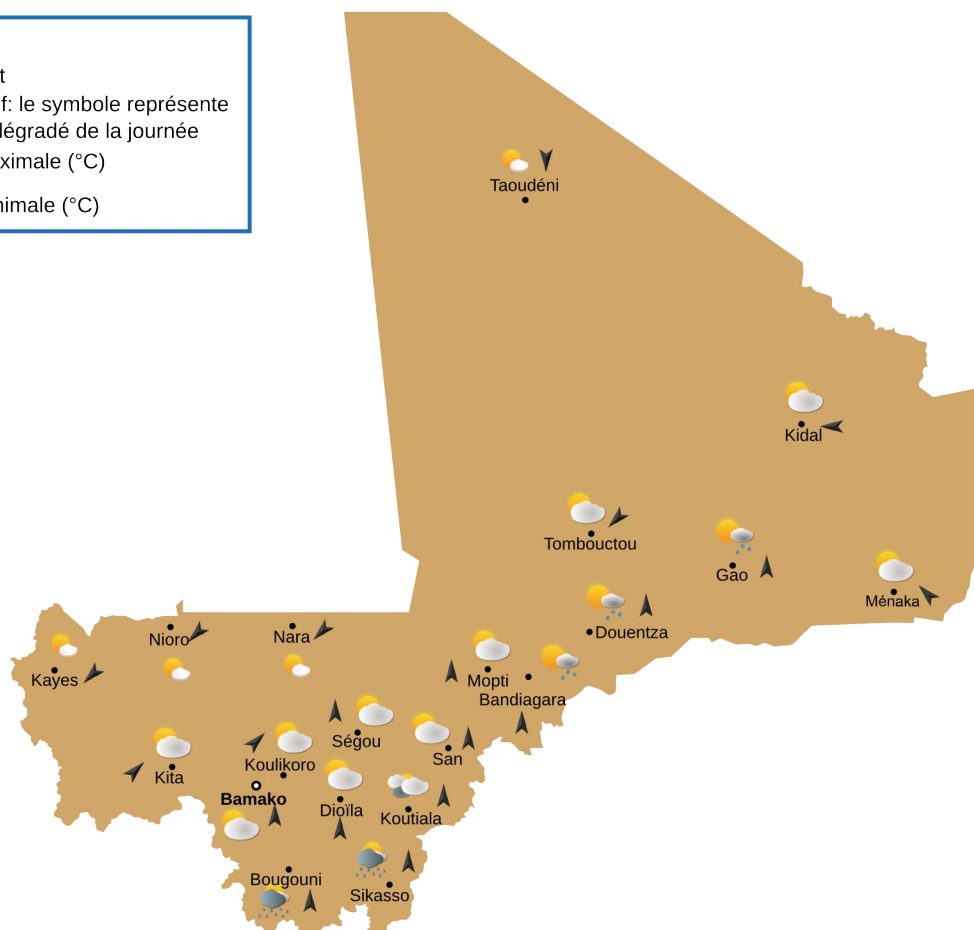 t
f: le symbole représente
dégradé de la journée
ximale (°C)
nimale (°C)
Taoudéni
Kidal
Tombouctou
Gao
Ménaka
Douentza
Nioro
Nara
Kayes
Mopti
Bandiagara
Ségou
San
Koulikoro
Kita
Bamako
Dioïla
Koutiala
Bougouni
Sikasso